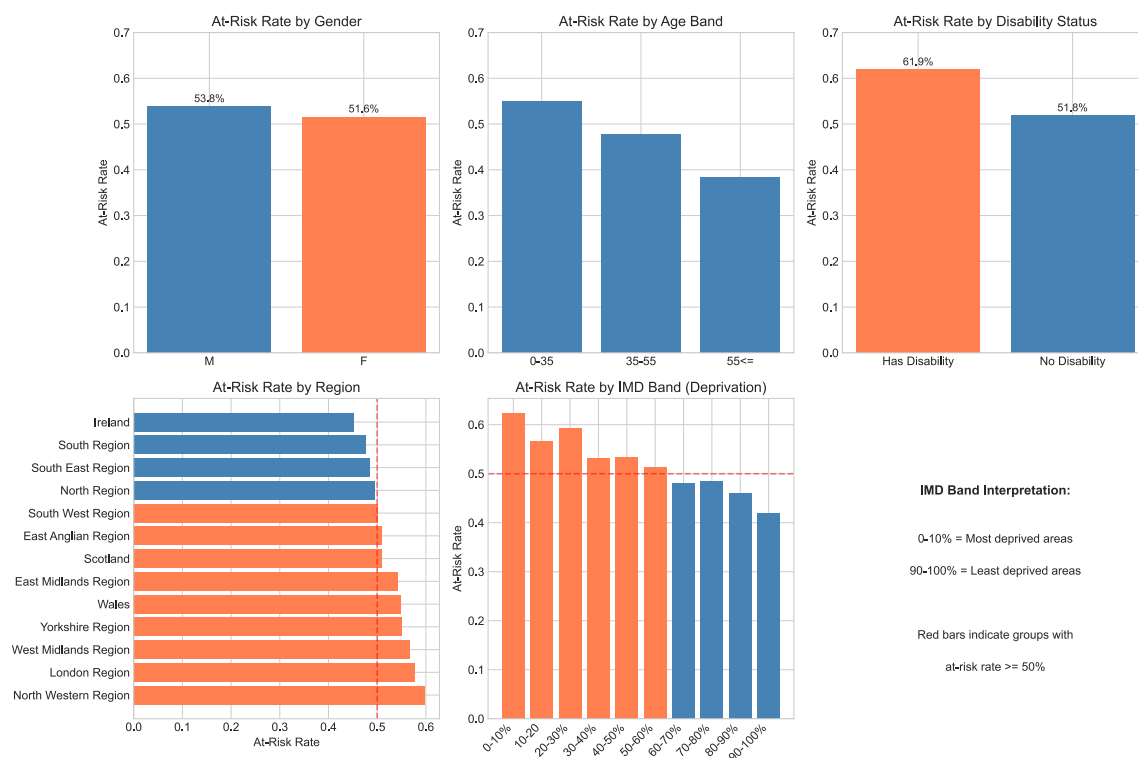 At-Risk Rate by Gender
At-Risk Rate
0.7
0.6
0.5
0.4
0.3
0.2
0.1
0.0
53.8%
51.6%
M
F
At-Risk Rate by Age Band
At-Risk Rate
0.7
0.6
0.5
0.4
0.3
0.2
0.1
0.0
0-35
35-55
55<=
At-Risk Rate by Disability Status
At-Risk Rate
0.7
0.6
0.5
0.4
0.3
0.2
0.1
0.0
61.9%
51.8%
Has Disability
No Disability
At-Risk Rate by Region
Ireland
South Region
South East Region
North Region
South West Region
East Anglian Region
Scotland
East Midlands Region
Wales
Yorkshire Region
West Midlands Region
London Region
North Western Region
0.0
0.1
0.2
0.3
0.4
0.5
0.6
At-Risk Rate
At-Risk Rate by IMD Band (Deprivation)
At-Risk Rate
0.6
0.5
0.4
0.3
0.2
0.1
0.0
0-10%
10-20
20-30%
30-40%
40-50%
50-60%
60-70%
70-80%
80-90%
90-100%
IMD Band Interpretation:
0-10% = Most deprived areas
90-100% = Least deprived areas
Red bars indicate groups with
at-risk rate >= 50%